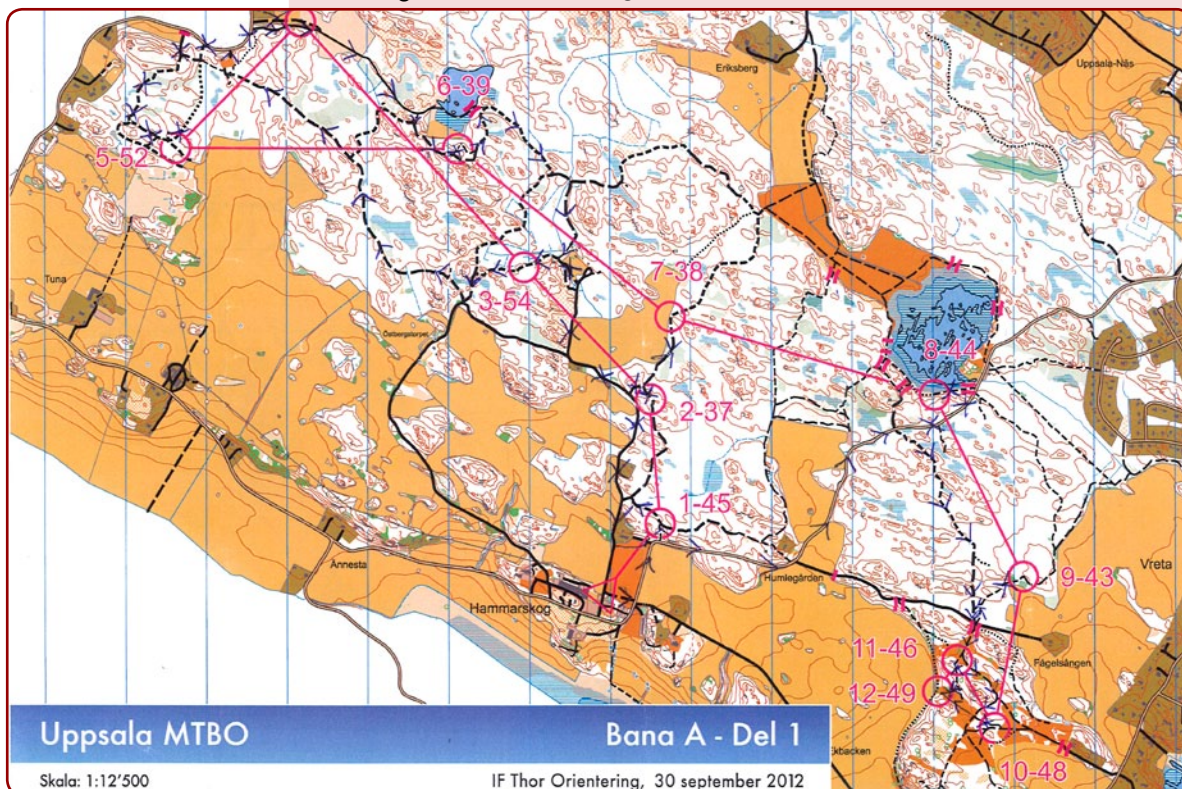 Eriksberg
Uppsala-Näs
6-39
5-52
Tuna
7-38
3-54
Östbergatorpet
8-44
2-37
1-45
Ännesta
Humlegården
9-43
Vreta
Hammarskog
11-46
Fågelsången
12-49
Ekbacken
10-48
Uppsala MTBO
Bana A - Del 1
Skala: 1:12'500
IF Thor Orientering, 30 september 2012